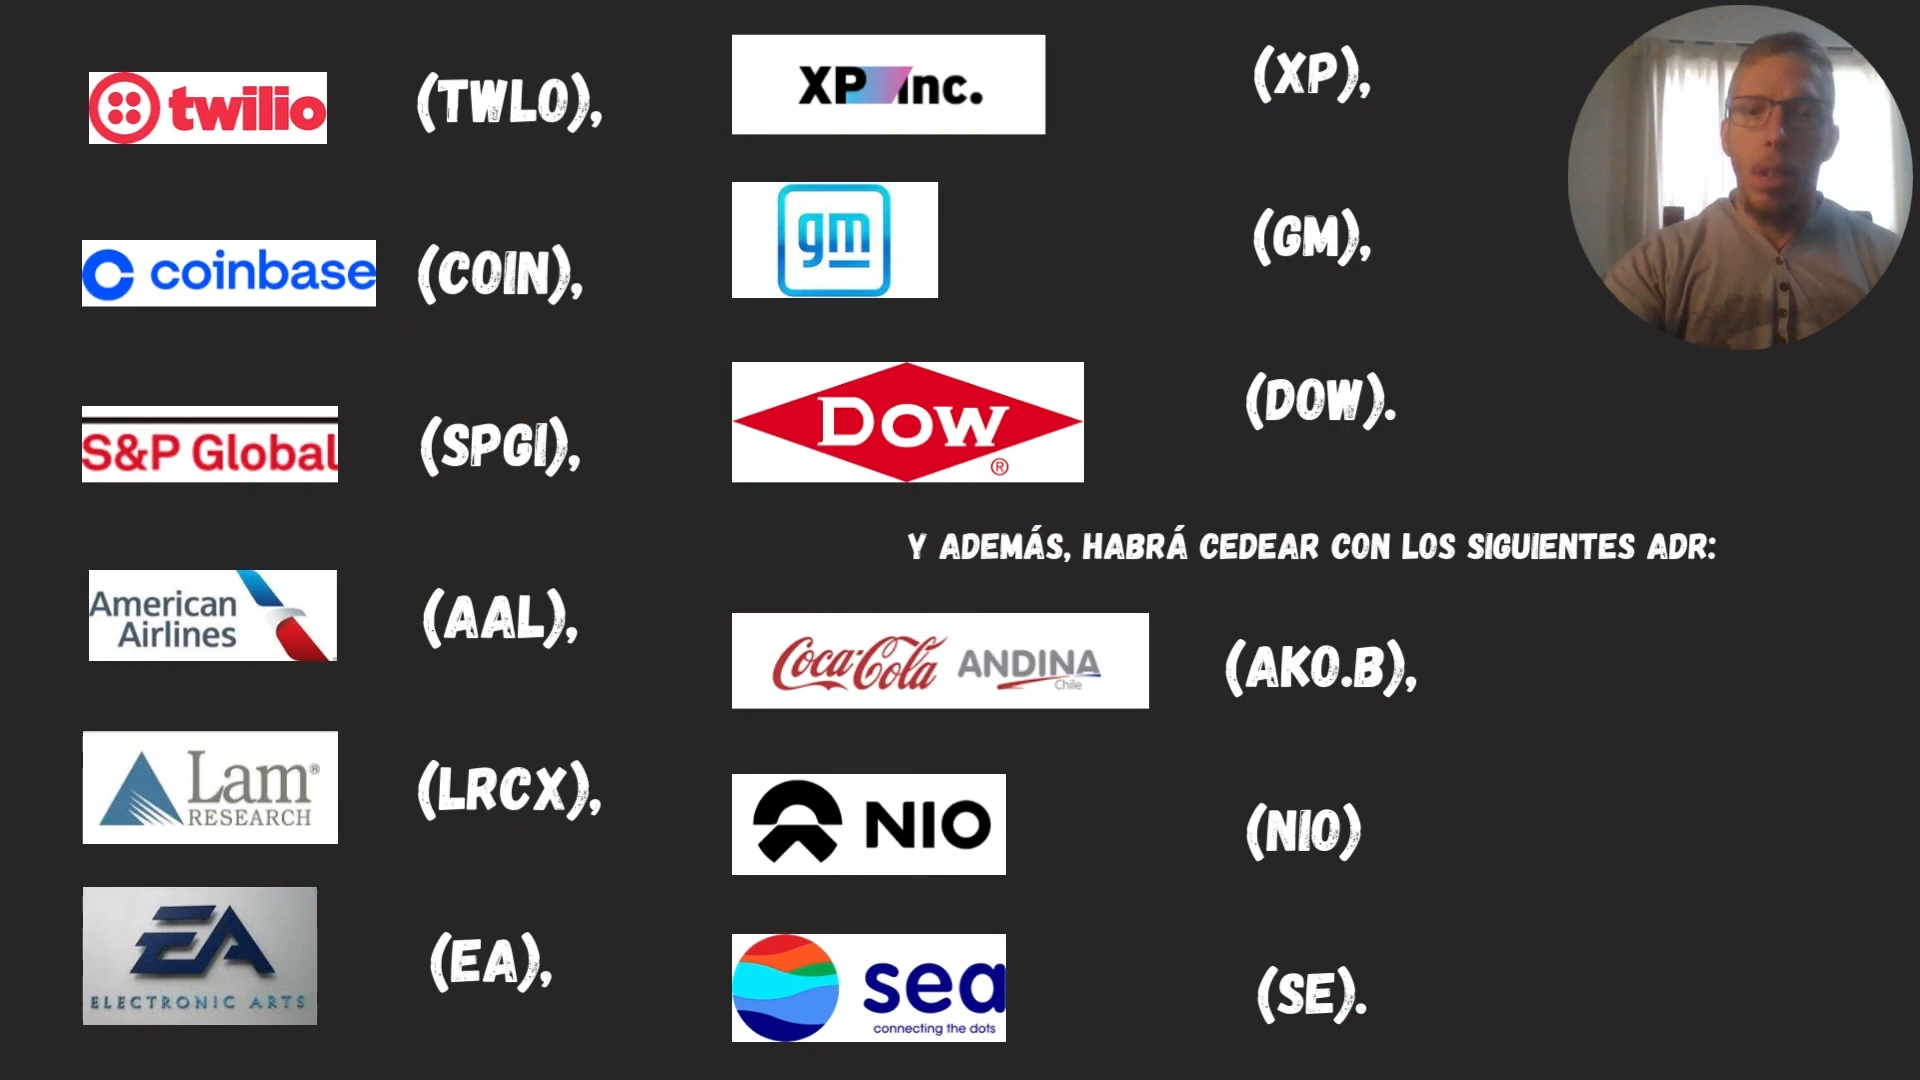 twilio (TWLO),
coinbase (COIN),
S&P Global (SPGI),
American
Airlines (AAL),
Lam®
RESEARCH (LRCX),
EA
ELECTRONIC ARTS (EA),
XP inc. (XP),
gm (GM),
DOW ® (DOW).
Y ADEMÁS, HABRÁ CEDEAR CON LOS SIGUIENTES ADR:
Coca-Cola ANDINA
Chile (AKO.B),
NIO (NIO)
sea
connecting the dots (SE).